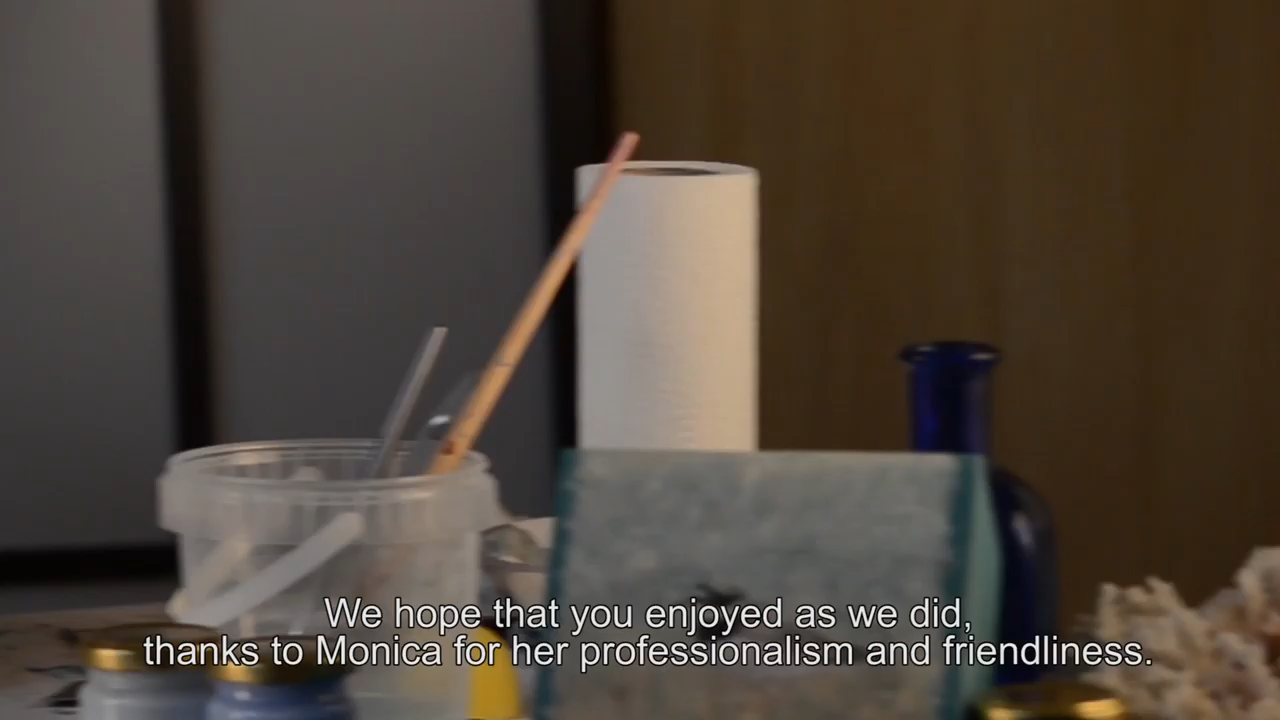 We hope that you enjoyed as we did,
thanks to Monica for her professionalism and friendliness.